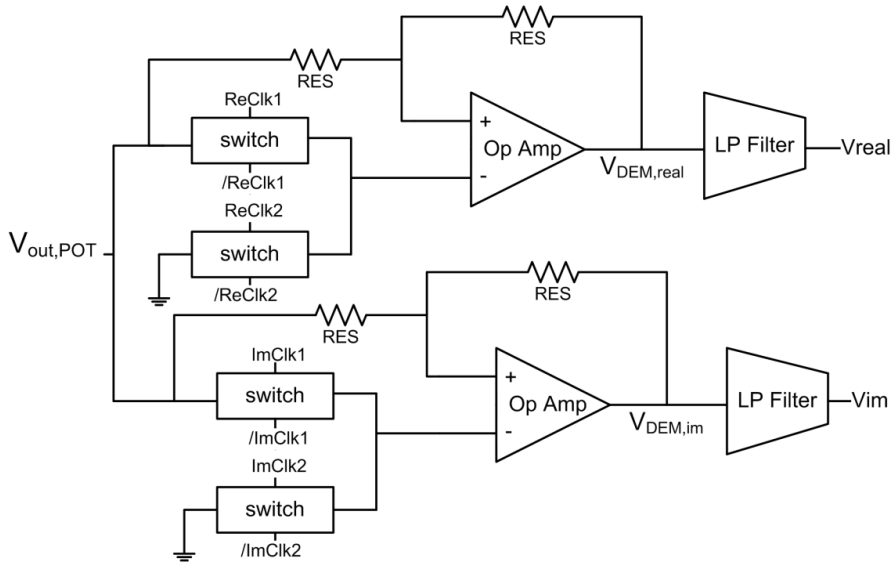 RES
RES
ReClk1
switch
/ReClk1
+
Op Amp
-
V_DEM,real
LP Filter
Vreal
ReClk2
switch
/ReClk2
V_out,POT
RES
RES
ImClk1
switch
/ImClk1
+
Op Amp
-
V_DEM,im
LP Filter
Vim
ImClk2
switch
/ImClk2